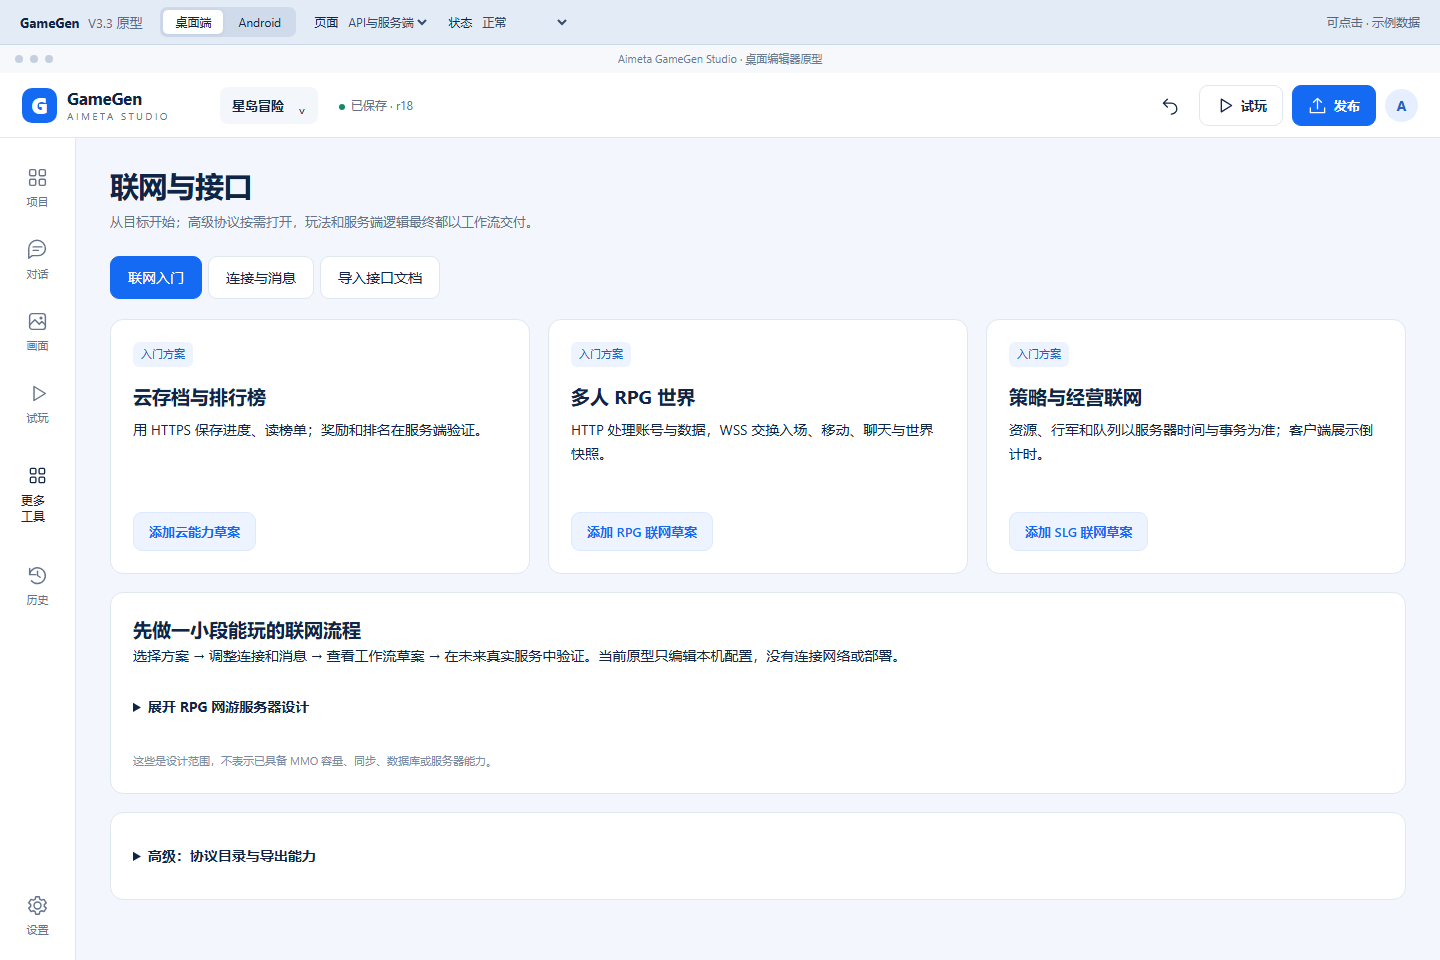 GameGen V3.3 原型 桌面端 Android 页面 API与服务端 状态 正常 可点击 · 示例数据
Aimeta GameGen Studio · 桌面编辑器原型
G GameGen
AIMETA STUDIO
星岛冒险 已保存 · r18 试玩 发布 A
项目
对话
画面
试玩
更多
工具
历史
设置
联网与接口
从目标开始；高级协议按需打开，玩法和服务端逻辑最终都以工作流交付。
联网入门 连接与消息 导入接口文档
入门方案
云存档与排行榜
用 HTTPS 保存进度、读榜单；奖励和排名在服务端验证。
添加云能力草案
入门方案
多人 RPG 世界
HTTP 处理账号与数据，WSS 交换入场、移动、聊天与世界
快照。
添加 RPG 联网草案
入门方案
策略与经营联网
资源、行军和队列以服务器时间与事务为准；客户端展示倒
计时。
添加 SLG 联网草案
先做一小段能玩的联网流程
选择方案 → 调整连接和消息 → 查看工作流草案 → 在未来真实服务中验证。当前原型只编辑本机配置，没有连接网络或部署。
展开 RPG 网游服务器设计
这些是设计范围，不表示已具备 MMO 容量、同步、数据库或服务器能力。
高级：协议目录与导出能力